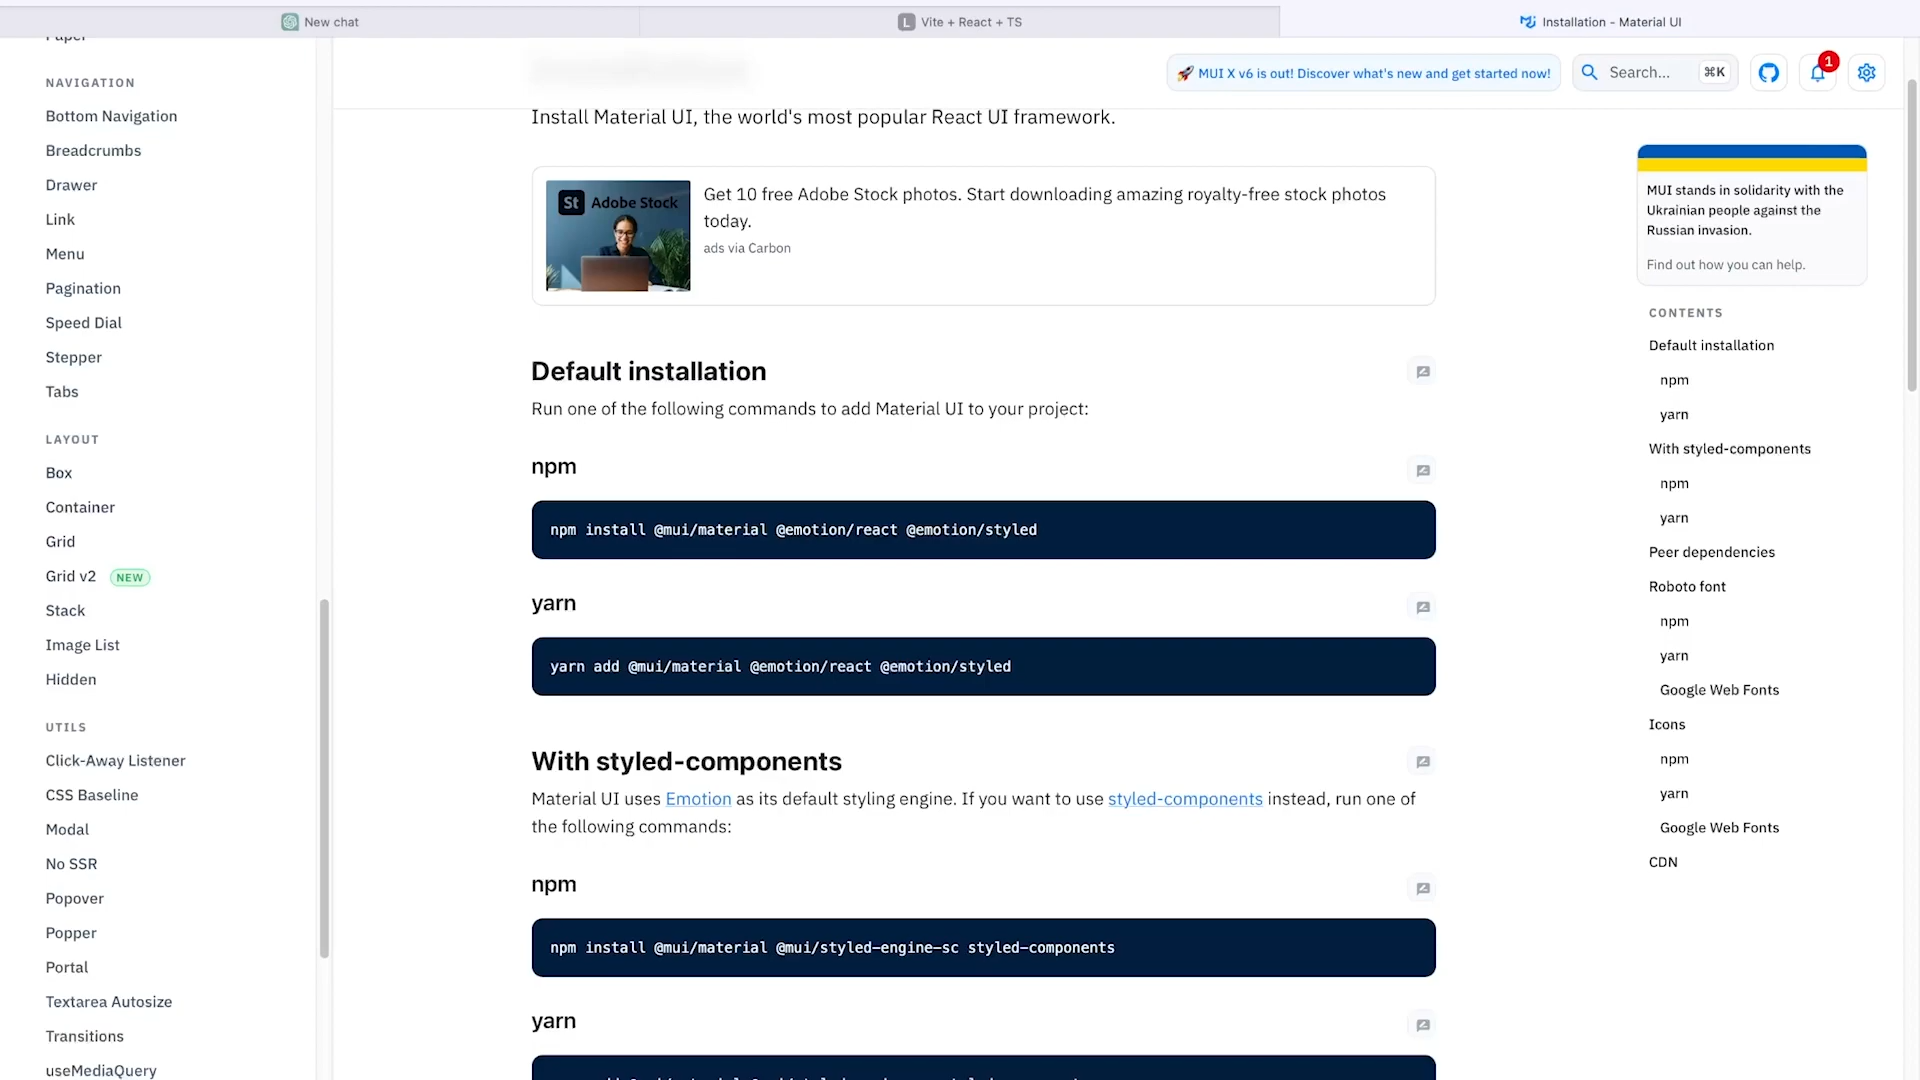 New chat
Vite + React + TS
Installation - Material UI
Paper
NAVIGATION
Bottom Navigation
Breadcrumbs
Drawer
Link
Menu
Pagination
Speed Dial
Stepper
Tabs
LAYOUT
Box
Container
Grid
Grid v2 NEW
Stack
Image List
Hidden
UTILS
Click-Away Listener
CSS Baseline
Modal
No SSR
Popover
Popper
Portal
Textarea Autosize
Transitions
useMediaQuery
🚀 MUI X v6 is out! Discover what's new and get started now!
Search... ⌘K
1
Install Material UI, the world's most popular React UI framework.
St Adobe Stock
Get 10 free Adobe Stock photos. Start downloading amazing royalty-free stock photos
today.
ads via Carbon
Default installation
Run one of the following commands to add Material UI to your project:
npm
npm install @mui/material @emotion/react @emotion/styled
yarn
yarn add @mui/material @emotion/react @emotion/styled
With styled-components
Material UI uses Emotion as its default styling engine. If you want to use styled-components instead, run one of
the following commands:
npm
npm install @mui/material @mui/styled-engine-sc styled-components
yarn
MUI stands in solidarity with the
Ukrainian people against the
Russian invasion.
Find out how you can help.
CONTENTS
Default installation
npm
yarn
With styled-components
npm
yarn
Peer dependencies
Roboto font
npm
yarn
Google Web Fonts
Icons
npm
yarn
Google Web Fonts
CDN